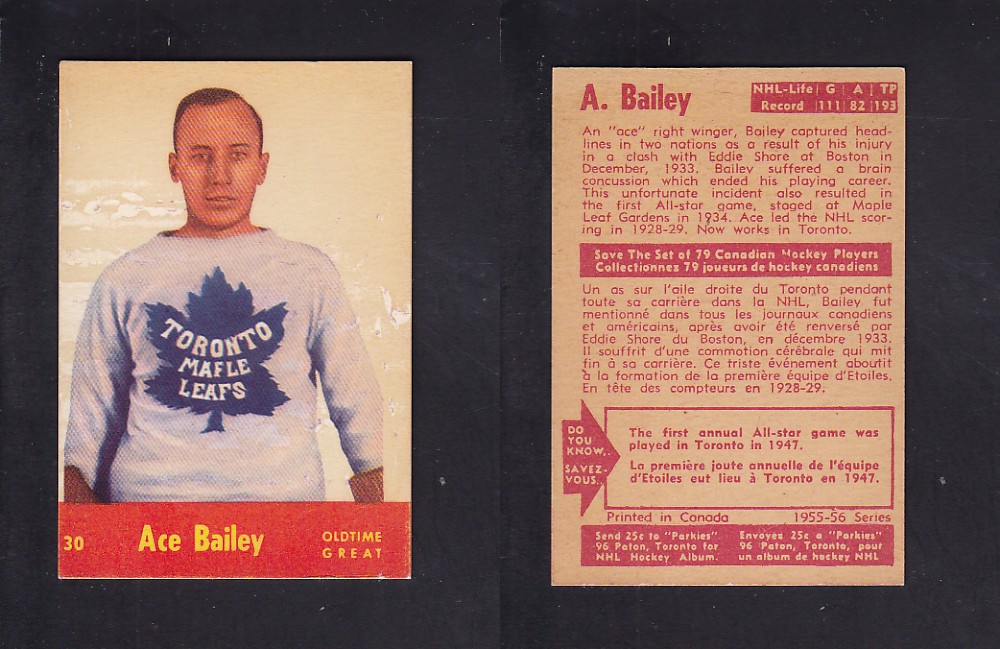 TORONTO
MAPLE
LEAFS
30
Ace Bailey
OLDTIME
GREAT
A. Bailey
NHL-Life G A TP
Record 111 82 193
An "ace" right winger, Bailey captured head-
lines in two nations as a result of his injury
in a clash with Eddie Shore at Boston in
December, 1933. Bailey suffered a brain
concussion which ended his playing career.
This unfortunate incident also resulted in
the first All-star game, staged at Maple
Leaf Gardens in 1934. Ace led the NHL scor-
ing in 1928-29. Now works in Toronto.
Save The Set of 79 Canadian Hockey Players
Collectionnez 79 joueurs de hockey canadiens
Un as sur l'aile droite du Toronto pendant
toute sa carrière dans la NHL, Bailey fut
mentionné dans tous les journaux canadiens
et américains, après avoir été renversé par
Eddie Shore du Boston, en décembre 1933.
Il souffrit d'une commotion cérébrale qui mit
fin à sa carrière. Ce triste événement aboutit
à la formation de la première équipe d'Etoiles.
En tête des compteurs en 1928-29.
DO
YOU
KNOW..
SAVEZ-
VOUS..
The first annual All-star game was
played in Toronto in 1947.
La première joute annuelle de l'équipe
d'Etoiles eut lieu à Toronto en 1947.
Printed in Canada 1955-56 Series
Send 25c to "Parkies"
96 Paton, Toronto for
NHL Hockey Album.
Envoyez 25c a "Parkies"
96 Paton, Toronto, pour
un album de hockey NHL